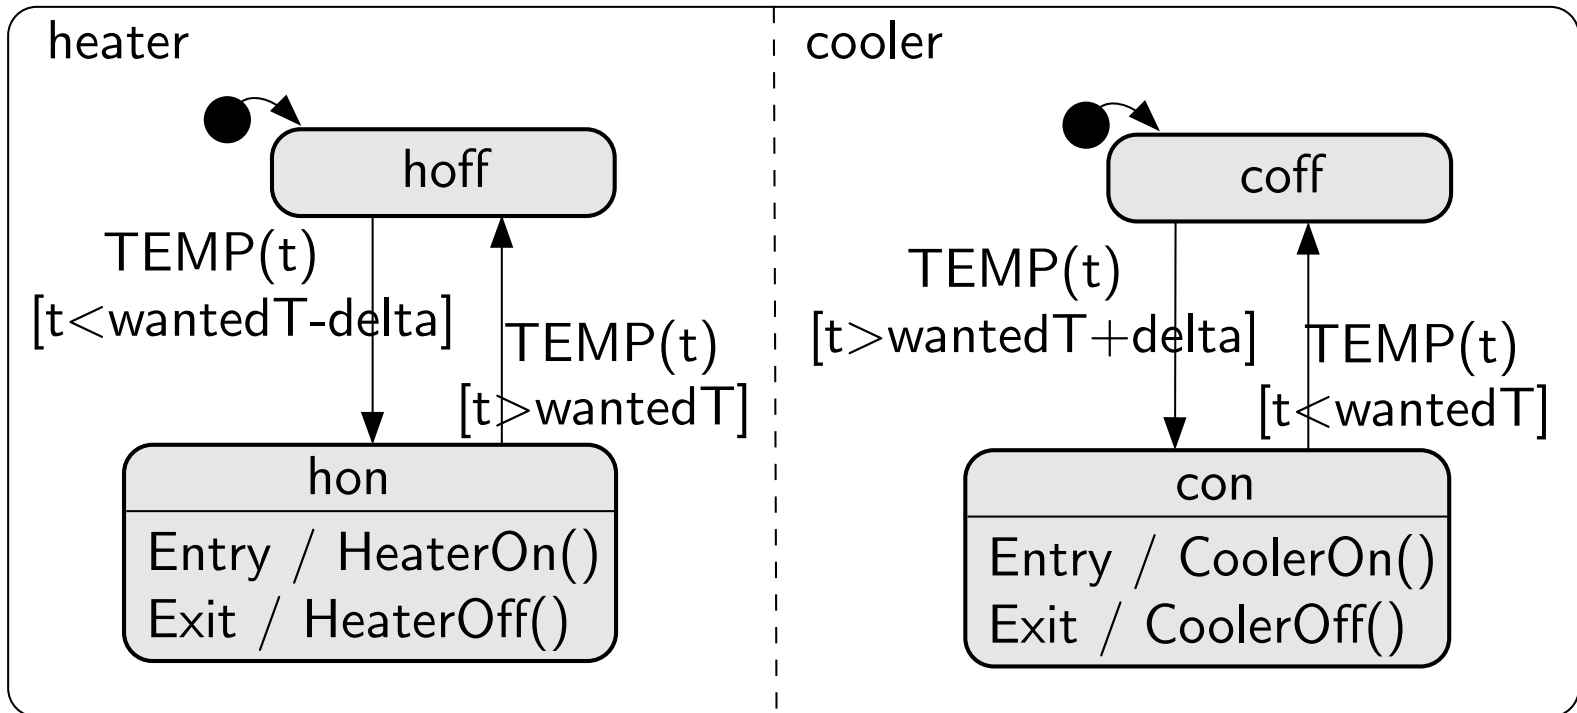 heater
hoff
TEMP(t)
[t<wantedT-delta]
TEMP(t)
[t>wantedT]
hon
Entry / HeaterOn()
Exit / HeaterOff()
cooler
coff
TEMP(t)
[t>wantedT+delta]
TEMP(t)
[t<wantedT]
con
Entry / CoolerOn()
Exit / CoolerOff()